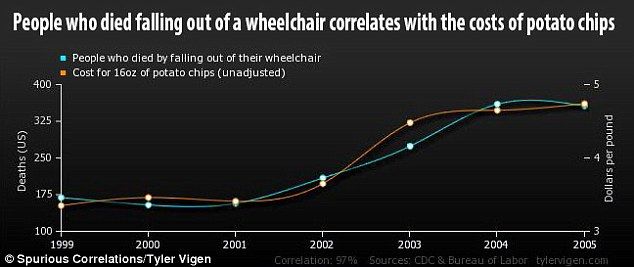 People who died falling out of a wheelchair correlates with the costs of potato chips
People who died by falling out of their wheelchair
Cost for 16oz of potato chips (unadjusted)
400
325
250
175
100
Deaths (US)
5
4
3
Dollars per pound
1999 2000 2001 2002 2003 2004 2005
© Spurious Correlations/Tyler Vigen
Correlation: 97% Sources: CDC & Bureau of Labor tylervigen.com